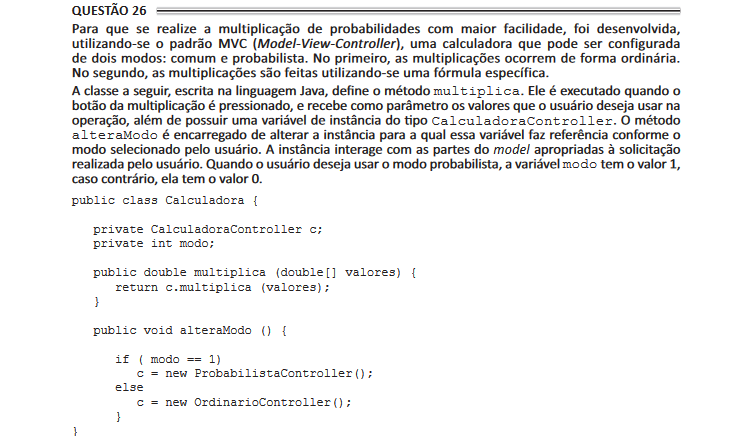 QUESTÃO 26
Para que se realize a multiplicação de probabilidades com maior facilidade, foi desenvolvida,
utilizando-se o padrão MVC (Model-View-Controller), uma calculadora que pode ser configurada
de dois modos: comum e probabilista. No primeiro, as multiplicações ocorrem de forma ordinária.
No segundo, as multiplicações são feitas utilizando-se uma fórmula específica.
A classe a seguir, escrita na linguagem Java, define o método multiplica. Ele é executado quando o
botão da multiplicação é pressionado, e recebe como parâmetro os valores que o usuário deseja usar na
operação, além de possuir uma variável de instância do tipo CalculadoraController. O método
alteraModo é encarregado de alterar a instância para a qual essa variável faz referência conforme o
modo selecionado pelo usuário. A instância interage com as partes do model apropriadas à solicitação
realizada pelo usuário. Quando o usuário deseja usar o modo probabilista, a variável modo tem o valor 1,
caso contrário, ela tem o valor 0.
public class Calculadora {
private CalculadoraController c;
private int modo;
public double multiplica (double[] valores) {
return c.multiplica (valores);
}
public void alteraModo () {
if ( modo == 1)
c = new ProbabilistaController();
else
c = new OrdinarioController();
}
}